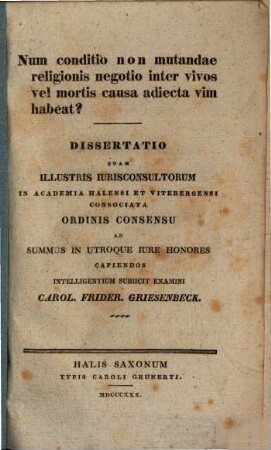 Num conditio non mutandae
religionis negotio inter vivos
vel mortis causa adiecta vim
habeat?
DISSERTATIO
QUAM
ILLUSTRIS IURISCONSULTORUM
IN ACADEMIA HALENSI ET VITEBERGENSI
CONSOCIATA
ORDINIS CONSENSU
AD
SUMMOS IN UTROQUE IURE HONORES
CAPIENDOS
INTELLIGENTIUM SUBIICIT EXAMINI
CAROL. FRIDER. GRIESENBECK.
HALIS SAXONUM
TYPIS CAROLI GRUNERTI.
MDCCCXXX.